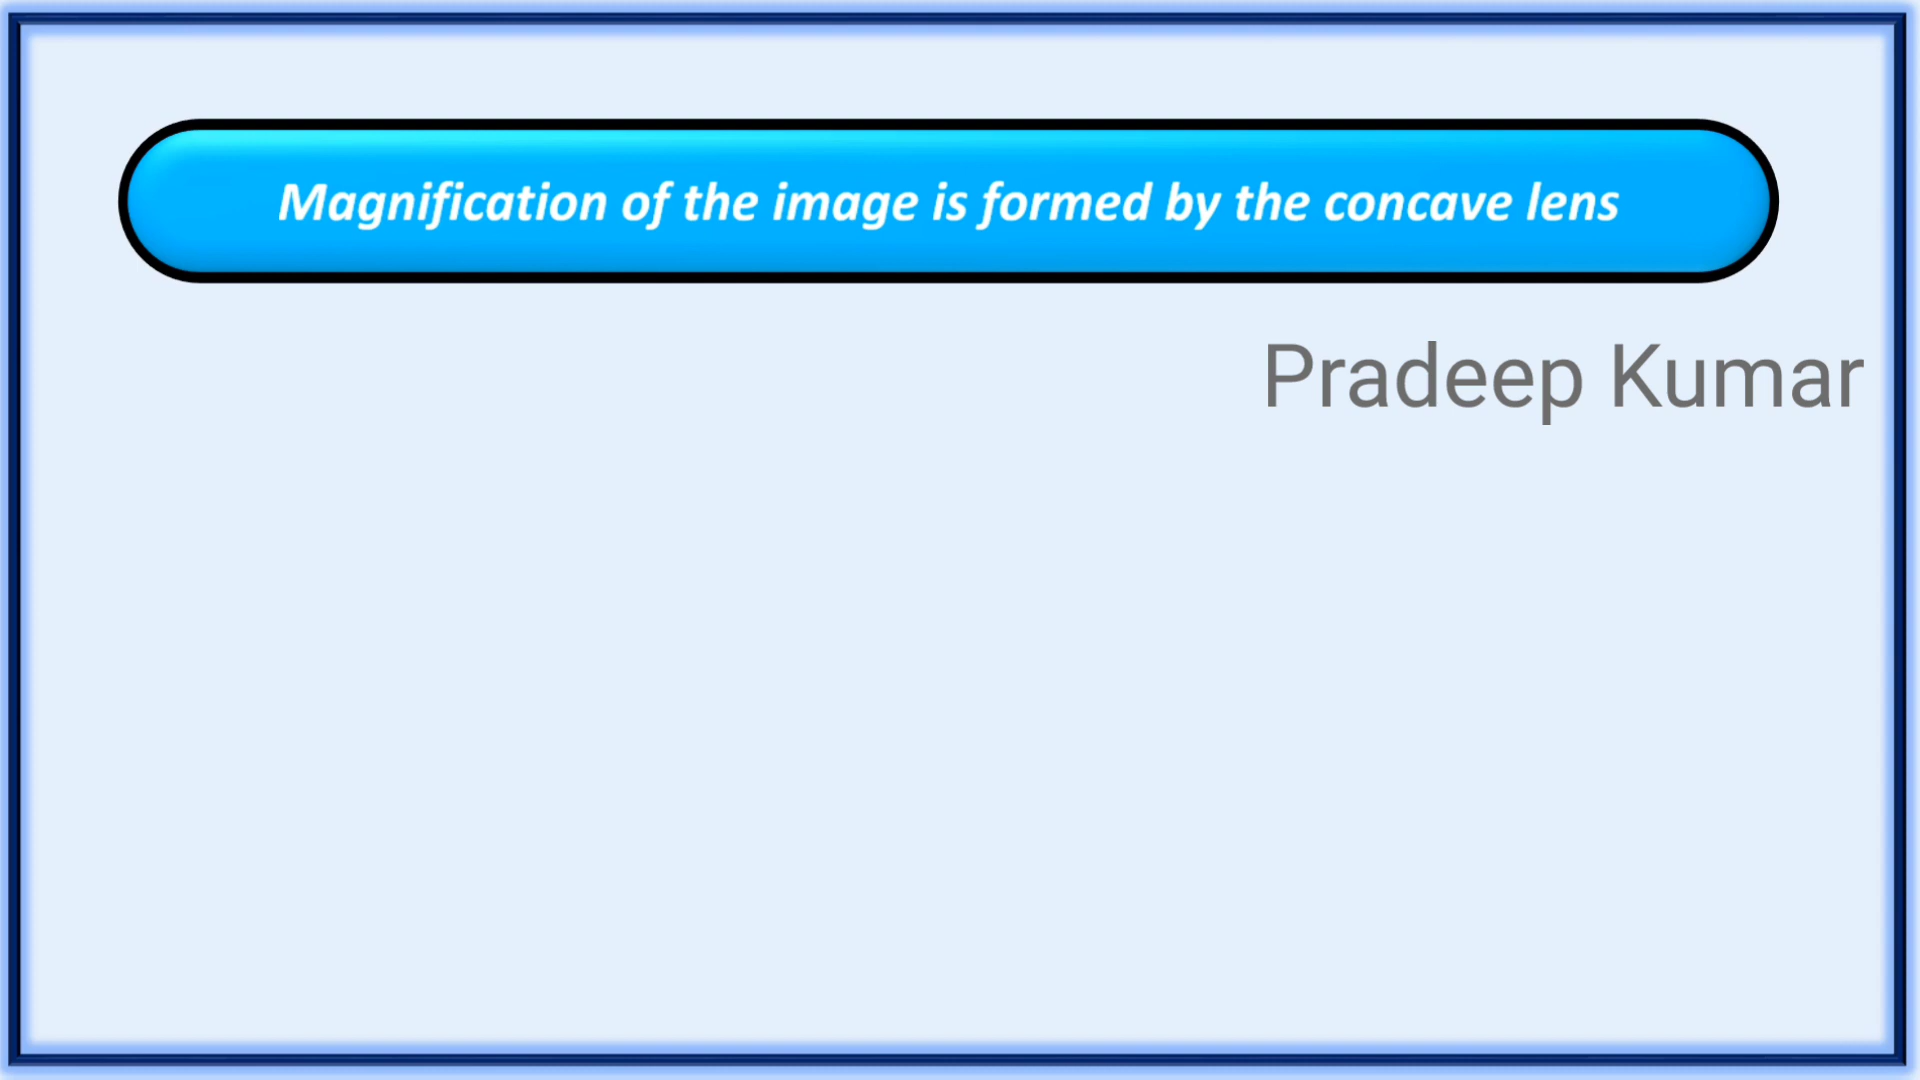 Magnification of the image is formed by the concave lens
Pradeep Kumar